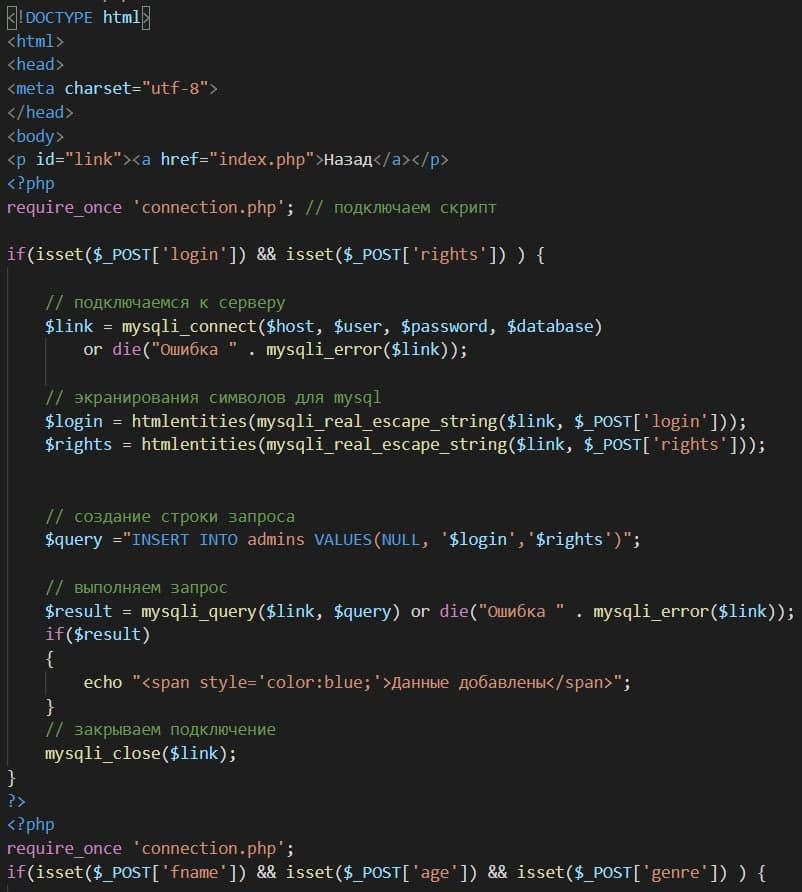 <!DOCTYPE html>
<html>
<head>
<meta charset="utf-8">
</head>
<body>
<p id="link"><a href="index.php">Назад</a></p>
<?php
require_once 'connection.php'; // подключаем скрипт
if(isset($_POST['login']) && isset($_POST['rights']) ) {
// подключаемся к серверу
$link = mysqli_connect($host, $user, $password, $database)
or die("Ошибка " . mysqli_error($link));
// экранирования символов для mysql
$login = htmlentities(mysqli_real_escape_string($link, $_POST['login']));
$rights = htmlentities(mysqli_real_escape_string($link, $_POST['rights']));
// создание строки запроса
$query ="INSERT INTO admins VALUES(NULL, '$login','$rights')";
// выполняем запрос
$result = mysqli_query($link, $query) or die("Ошибка " . mysqli_error($link));
if($result)
{
echo "<span style='color:blue;'>Данные добавлены</span>";
}
// закрываем подключение
mysqli_close($link);
}
?>
<?php
require_once 'connection.php';
if(isset($_POST['fname']) && isset($_POST['age']) && isset($_POST['genre']) ) {